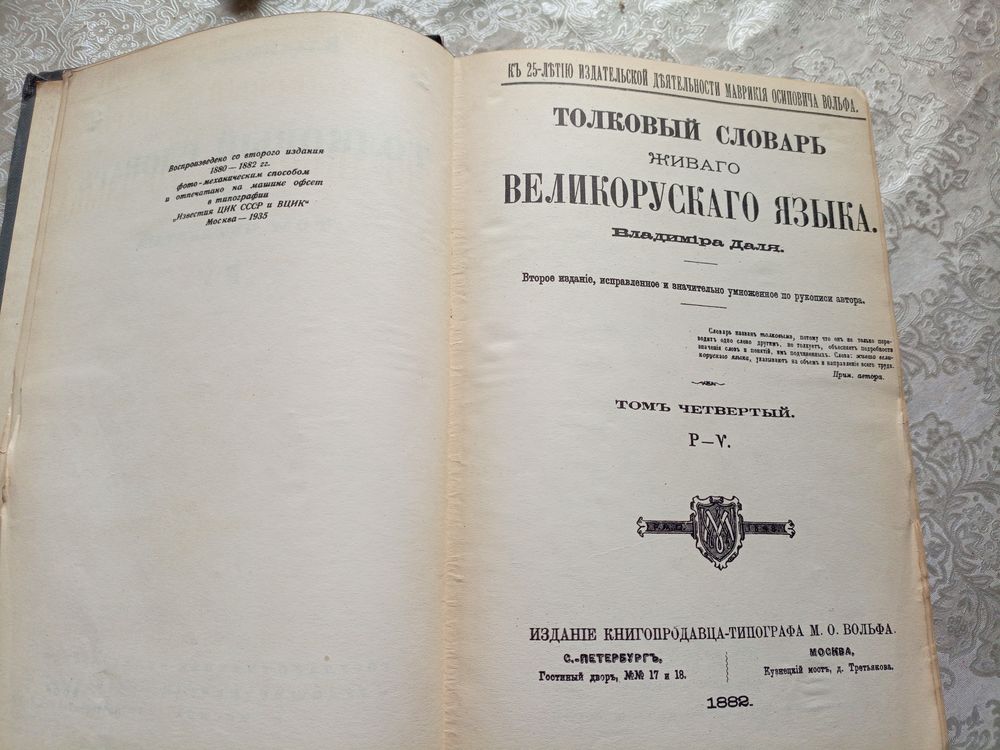 Воспроизведено со второго издания
1880—1882 гг.
фото-механическим способом
и отпечатано на машине офсет
в типографии
„Известия ЦИК СССР и ВЦИК“
Москва—1935
КЪ 25-ЛѢТІЮ ИЗДАТЕЛЬСКОЙ ДѢЯТЕЛЬНОСТИ МАВРИКІЯ ОСИПОВИЧА ВОЛЬФА.
ТОЛКОВЫЙ СЛОВАРЬ
ЖИВАГО
ВЕЛИКОРУСКАГО ЯЗЫКА.
Владиміра Даля.
Второе изданіе, исправленное и значительно умноженное по рукописи автора.
Словарь названъ толковымъ, потому что онъ не только пере-
водитъ одно слово другимъ, но толкуетъ, объясняетъ подробности
значенія словъ и понятій, имъ подчиненныхъ. Слова: живаго вели-
корускаго языка, указываютъ на объемъ и направленіе всего труда.
Прим. автора.
ТОМЪ ЧЕТВЕРТЫЙ.
Р—Ѵ.
1848
ИЗДАНІЕ КНИГОПРОДАВЦА-ТИПОГРАФА М. О. ВОЛЬФА.
С.-ПЕТЕРБУРГЪ,
Гостиный дворъ, №№ 17 и 18.
МОСКВА,
Кузнецкій мостъ, д. Третьякова.
1882.